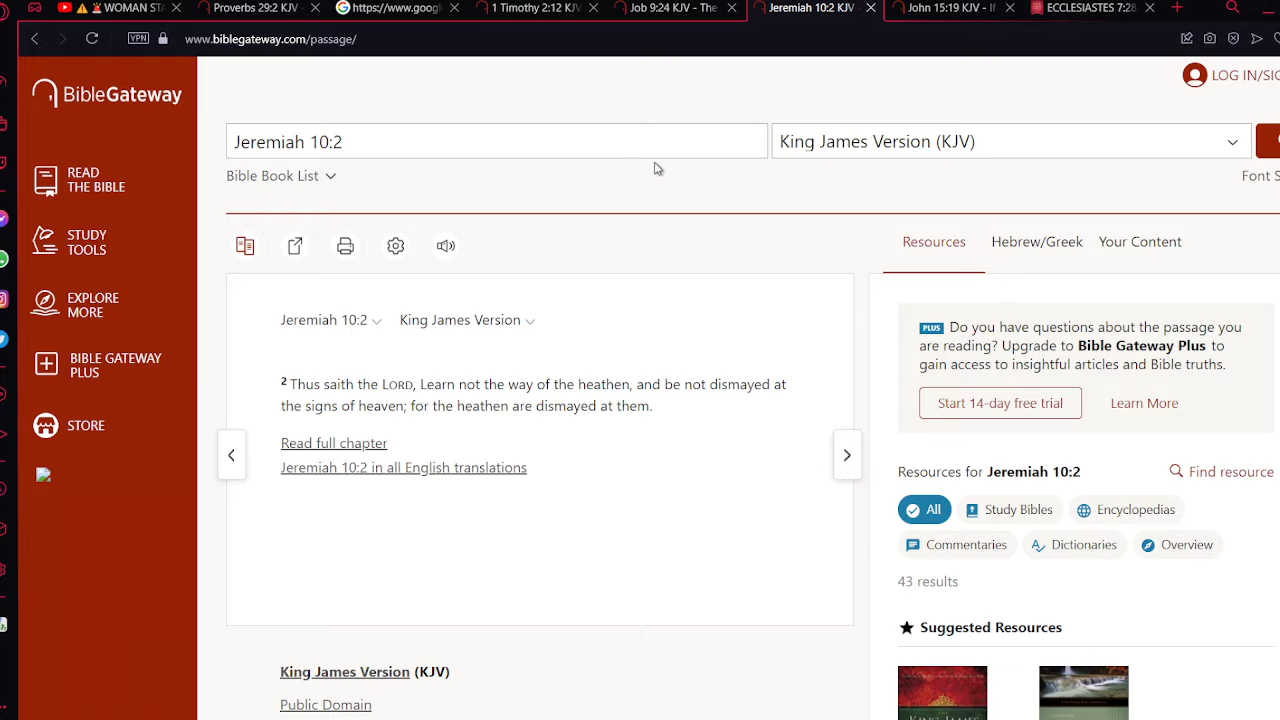 WOMAN STA
Proverbs 29:2 KJV -
https://www.google
1 Timothy 2:12 KJV
Job 9:24 KJV - The
Jeremiah 10:2 KJV
John 15:19 KJV - If
ECCLESIASTES 7:28
VPN www.biblegateway.com/passage/
BibleGateway
LOG IN/SIG
Jeremiah 10:2
King James Version (KJV)
Bible Book List
Font S
READ
THE BIBLE
STUDY
TOOLS
EXPLORE
MORE
BIBLE GATEWAY
PLUS
STORE
Jeremiah 10:2 King James Version
2 Thus saith the LORD, Learn not the way of the heathen, and be not dismayed at
the signs of heaven; for the heathen are dismayed at them.
Read full chapter
Jeremiah 10:2 in all English translations
King James Version (KJV)
Public Domain
Resources Hebrew/Greek Your Content
PLUS Do you have questions about the passage you
are reading? Upgrade to Bible Gateway Plus to
gain access to insightful articles and Bible truths.
Start 14-day free trial Learn More
Resources for Jeremiah 10:2 Find resource
All Study Bibles Encyclopedias
Commentaries Dictionaries Overview
43 results
Suggested Resources
KING JAMES